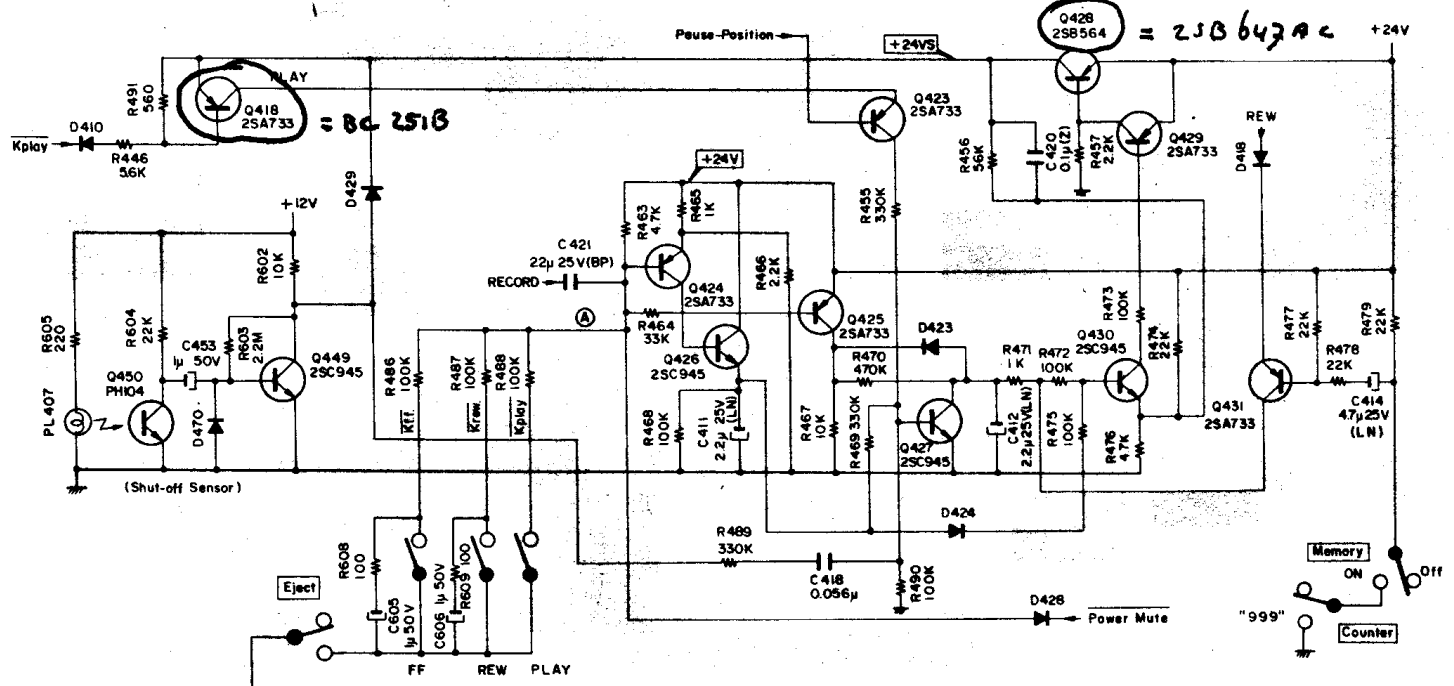 Q428
2SB564
= 2SB 647 AC
Pause-Position
+24VS
+24V
PLAY
R491
560
Q418
2SA733
= BC 251B
Q423
2SA733
R456
56K
C420
0.1μ(Z)
R457
2.2K
Q429
2SA733
REW
D418
D410
Kplay
R446
56K
D429
+24V
R463
4.7K
R465
1K
R455
330K
+12V
R602
10K
C421
22μ 25V(BP)
RECORD
R466
2.2K
Q424
2SA733
A
R464
33K
Q425
2SA733
D423
R473
100K
R474
22K
R477
22K
R479
22K
R605
220
R604
22K
C453
1μ 50V
R603
2.2M
Q449
2SC945
Q450
PH104
PL407
D470
R486
100K
Kff
R487
100K
Krew
R488
100K
Kplay
Q426
2SC945
R468
100K
C411
2.2μ 25V
(LN)
R470
470K
R467
10K
R469 330K
Q427
2SC945
R471
1K
R472
100K
C412
2.2μ25V(LN)
R475
100K
Q430
2SC945
R476
4.7K
Q431
2SA733
R478
22K
C414
4.7μ25V
(LN)
(Shut-off Sensor)
D424
R489
330K
C418
0.056μ
R490
100K
R608
100
C605
1μ 50V
C606 1μ 50V
R609 100
Eject
FF
REW
PLAY
D428
Power Mute
Memory
ON
Off
"999"
Counter